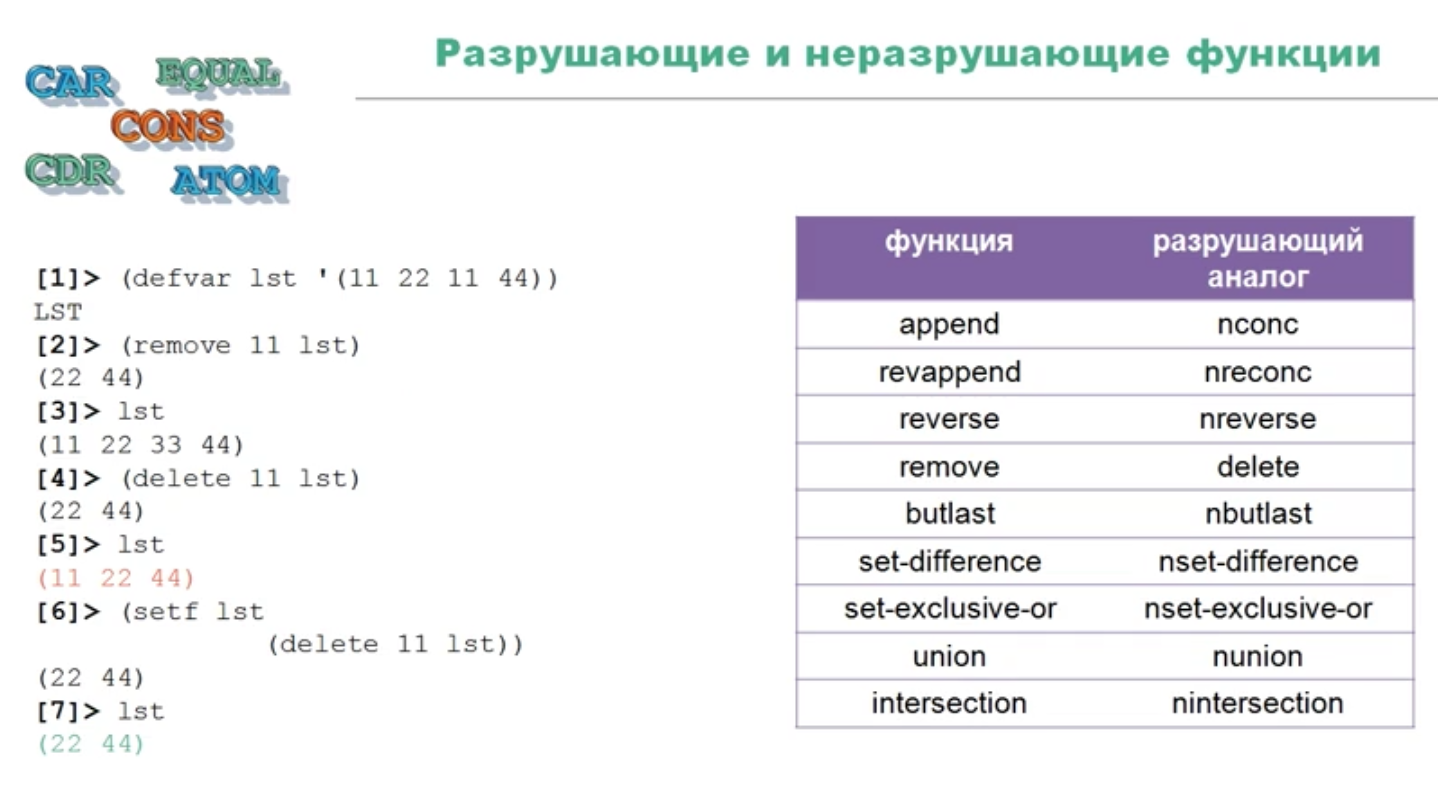 Разрушающие и неразрушающие функции
CAR EQUAL
CONS
CDR ATOM
[1]> (defvar lst '(11 22 11 44))
LST
[2]> (remove 11 lst)
(22 44)
[3]> lst
(11 22 33 44)
[4]> (delete 11 lst)
(22 44)
[5]> lst
(11 22 44)
[6]> (setf lst
(delete 11 lst))
(22 44)
[7]> lst
(22 44)
функция разрушающий
аналог
append nconc
revappend nreconc
reverse nreverse
remove delete
butlast nbutlast
set-difference nset-difference
set-exclusive-or nset-exclusive-or
union nunion
intersection nintersection